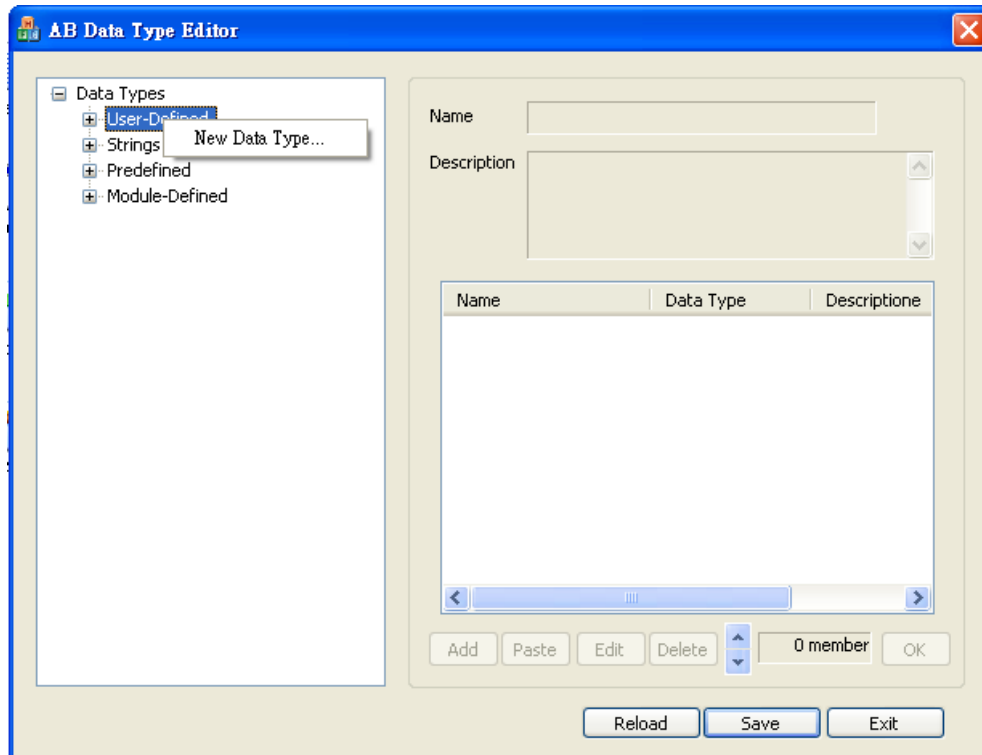 AB Data Type Editor
Data Types
User-Defined
New Data Type...
Strings
Predefined
Module-Defined
Name
Description
Name Data Type Descriptione
Add Paste Edit Delete 0 member OK
Reload Save Exit